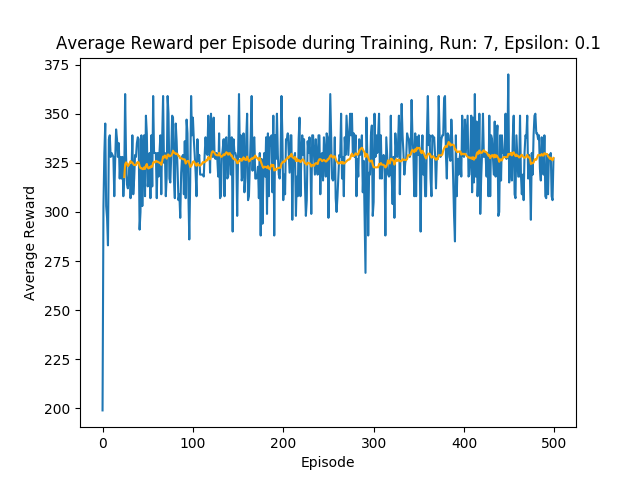 Average Reward per Episode during Training, Run: 7, Epsilon: 0.1
375
350
325
300
275
250
225
200
Average Reward
0 100 200 300 400 500
Episode